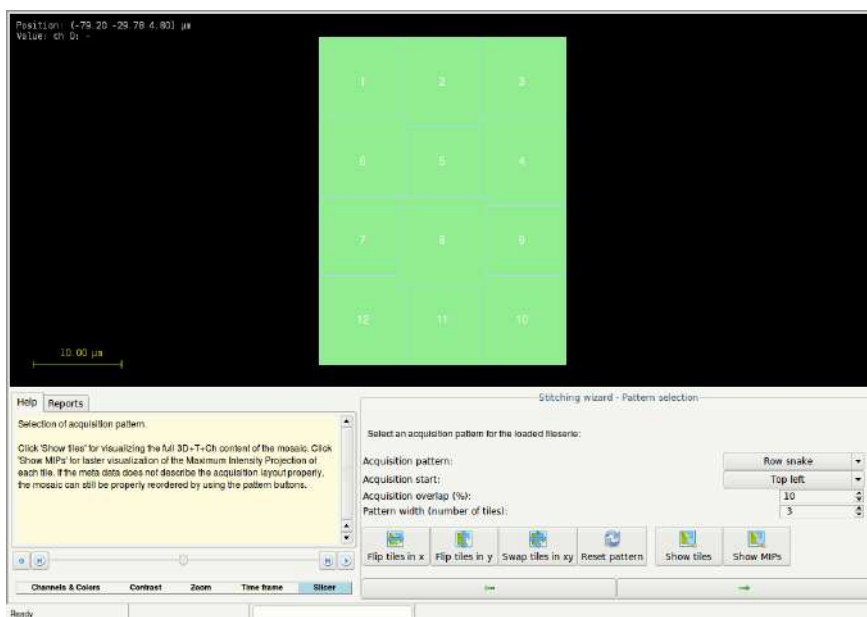 Position: (-79.20 -29.78 4.80) µm
Value: ch 0: -
1 2 3
6 5 4
7 8 9
12 11 10
10.00 µm
Help Reports
Selection of acquisition pattern.
Click 'Show tiles' for visualizing the full 3D+T+Ch content of the mosaic. Click
'Show MIPs' for faster visualization of the Maximum Intensity Projection of
each tile. If the meta data does not describe the acquisition layout properly,
the mosaic can still be properly reordered by using the pattern buttons.
Channels & Colors Contrast Zoom Time frame Slicer
Ready
Stitching wizard - Pattern selection
Select an acquisition pattern for the loaded fileserie:
Acquisition pattern: Row snake
Acquisition start: Top left
Acquisition overlap (%): 10
Pattern width (number of tiles): 3
Flip tiles in x Flip tiles in y Swap tiles in xy Reset pattern Show tiles Show MIPs